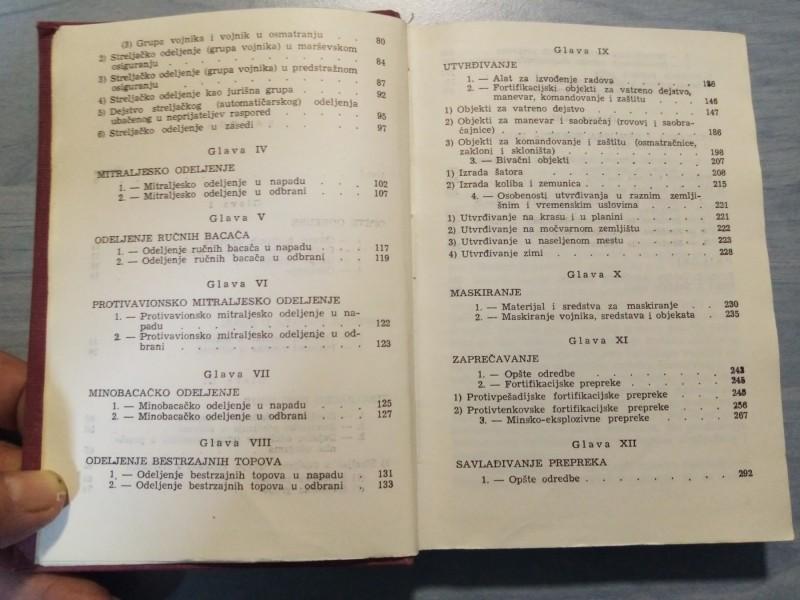 (3) Grupa vojnika i vojnik u osmatranju . . 80
2) Streljačko odeljenje (grupa vojnika) u marševskom
osiguranju . . . . . . . . . 84
3) Streljačko odeljenje (grupa vojnika) u predstražnom
osiguranju . . . . . . . . . 87
4) Streljačko odeljenje kao jurišna grupa . . . 92
5) Dejstvo streljačkog (automatičarskog) odeljenja
ubačenog u neprijateljev raspored . . . . 95
6) Streljačko odeljenje u zasedi . . . . . 97
Glava IV
MITRALJESKO ODELJENJE
1. — Mitraljesko odeljenje u napadu . . . 102
2. — Mitraljesko odeljenje u odbrani . . . 107
Glava V
ODELJENJE RUČNIH BACAČA
1. — Odeljenje ručnih bacača u napadu . . . 117
2. — Odeljenje ručnih bacača u odbrani . . . 119
Glava VI
PROTIVAVIONSKO MITRALJESKO ODELJENJE
1. — Protivavionsko mitraljesko odeljenje u na-
padu . . . . . . . . . 122
2. — Protivavionsko mitraljesko odeljenje u od-
brani . . . . . . . . . 123
Glava VII
MINOBACAČKO ODELJENJE
1. — Minobacačko odeljenje u napadu . . . 125
2. — Minobacačko odeljenje u odbrani . . . 127
Glava VIII
ODELJENJE BESTRZAJNIH TOPOVA
1. — Odeljenje bestrzajnih topova u napadu . 131
2. — Odeljenje bestrzajnih topova u odbrani . 133
Glava IX
UTVRĐIVANJE
1. — Alat za izvođenje radova . . . . .
2. — Fortifikacijski objekti za vatreno dejstvo,
manevar, komandovanje i zaštitu . . . . 146
1) Objekti za vatreno dejstvo . . . . . . 147
2) Objekti za manevar i saobraćaj (rovovi i saobra-
ćajnice) . . . . . . . . . . 186
3) Objekti za komandovanje i zaštitu (osmatračnice,
zakloni i skloništa) . . . . . . . . 198
3. — Bivačni objekti . . . . . . . 207
1) Izrada šatora . . . . . . . . . 208
2) Izrada koliba i zemunica . . . . . . 215
4. — Osobenosti utvrđivanja u raznim zemlji-
šnim i vremenskim uslovima . . . . . 221
1) Utvrđivanje na krasu i u planini . . . . 221
2) Utvrđivanje na močvarnom zemljištu . . . 222
3) Utvrđivanje u naseljenom mestu . . . . 223
4) Utvrđivanje zimi . . . . . . . . 228
Glava X
MASKIRANJE
1. — Materijal i sredstva za maskiranje . . 230
2. — Maskiranje vojnika, sredstava i objekata . 235
Glava XI
ZAPREČAVANJE
1. — Opšte odredbe . . . . . . . 243
2. — Fortifikacijske prepreke . . . . . 245
1) Protivpešadijske fortifikacijske prepreke . . . 245
2) Protivtenkovske fortifikacijske prepreke . . . 256
3. — Minsko-eksplozivne prepreke . . . . 267
Glava XII
SAVLAĐIVANJE PREPREKA
1. — Opšte odredbe . . . . . . . 292